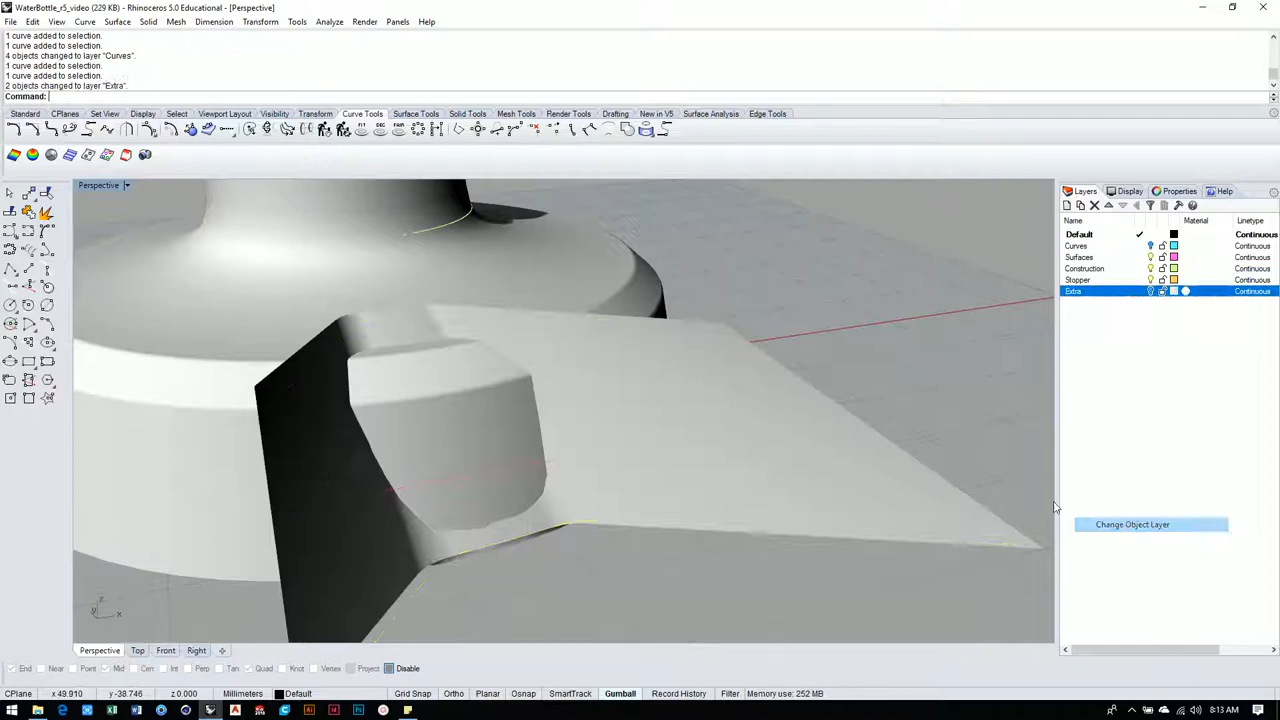 WaterBottle_r5_video (229 KB) - Rhinoceros 5.0 Educational - [Perspective]
File Edit View Curve Surface Solid Mesh Dimension Transform Tools Analyze Render Panels Help
1 curve added to selection.
1 curve added to selection.
4 objects changed to layer "Curves".
1 curve added to selection.
1 curve added to selection.
2 objects changed to layer "Extra".
Command:
Standard CPlanes Set View Display Select Viewport Layout Visibility Transform Curve Tools Surface Tools Solid Tools Mesh Tools Render Tools Drafting New in V5 Surface Analysis Edge Tools
Perspective
Layers Display Properties Help
Name Material Linetype
Default Continuous
Curves Continuous
Surfaces Continuous
Construction Continuous
Stopper Continuous
Extra Continuous
Change Object Layer
z
y x
Perspective Top Front Right
End Near Point Mid Cen Int Perp Tan Quad Knot Vertex Project Disable
CPlane x 49.910 y -38.746 z 0.000 Millimeters Default Grid Snap Ortho Planar Osnap SmartTrack Gumball Record History Filter Memory use: 252 MB
8:13 AM